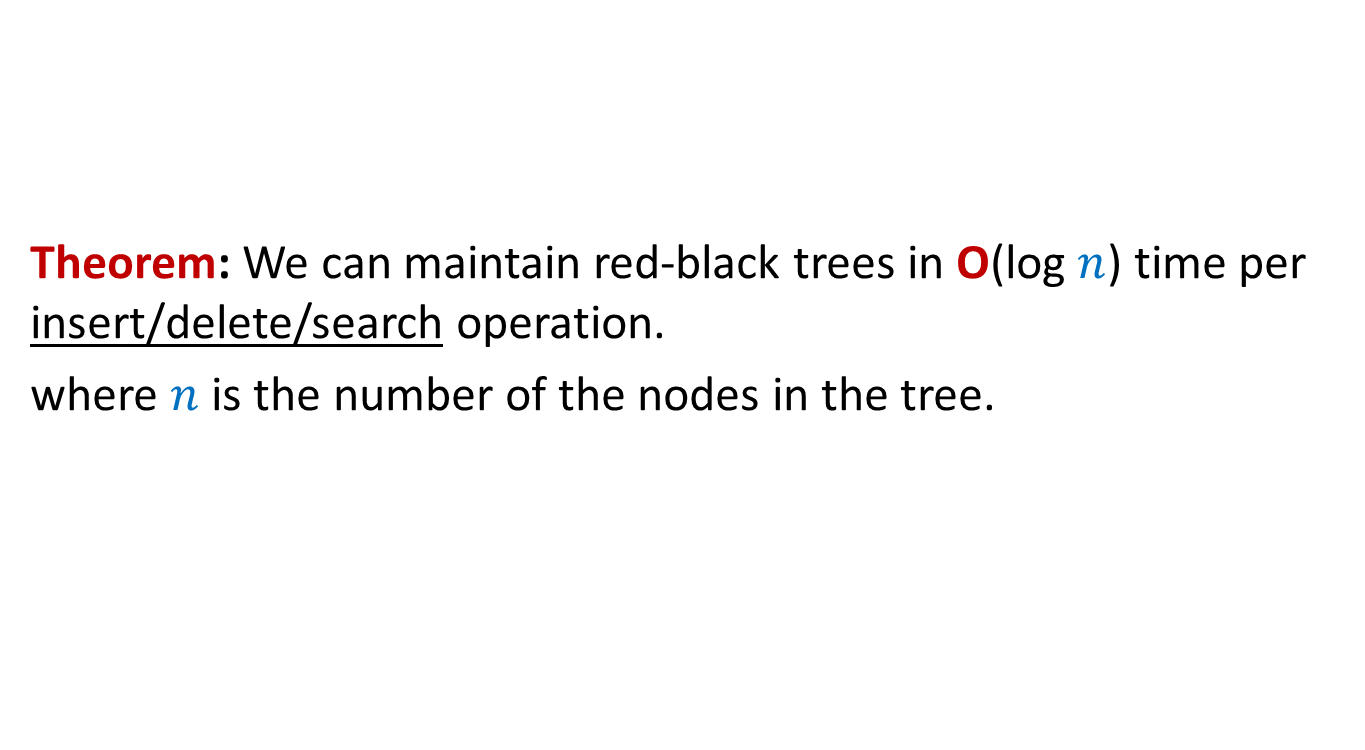 Theorem: We can maintain red-black trees in O(log n) time per
insert/delete/search operation.
where n is the number of the nodes in the tree.